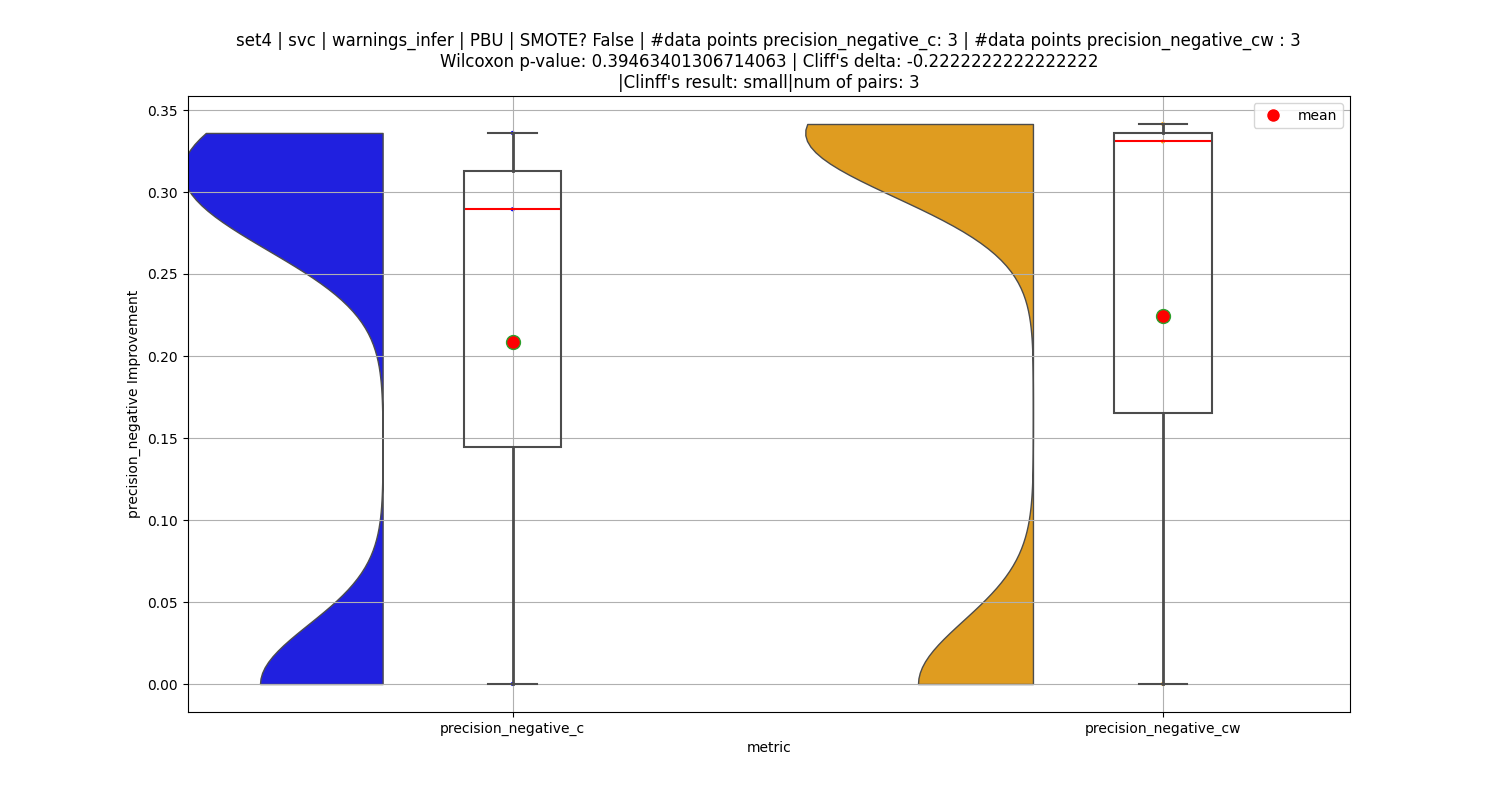 set4 | svc | warnings_infer | PBU | SMOTE? False | #data points precision_negative_c: 3 | #data points precision_negative_cw : 3
Wilcoxon p-value: 0.39463401306714063 | Cliff's delta: -0.2222222222222222
|Clinff's result: small|num of pairs: 3
mean
0.35
0.30
0.25
0.20
0.15
0.10
0.05
0.00
precision_negative Improvement
precision_negative_c
precision_negative_cw
metric